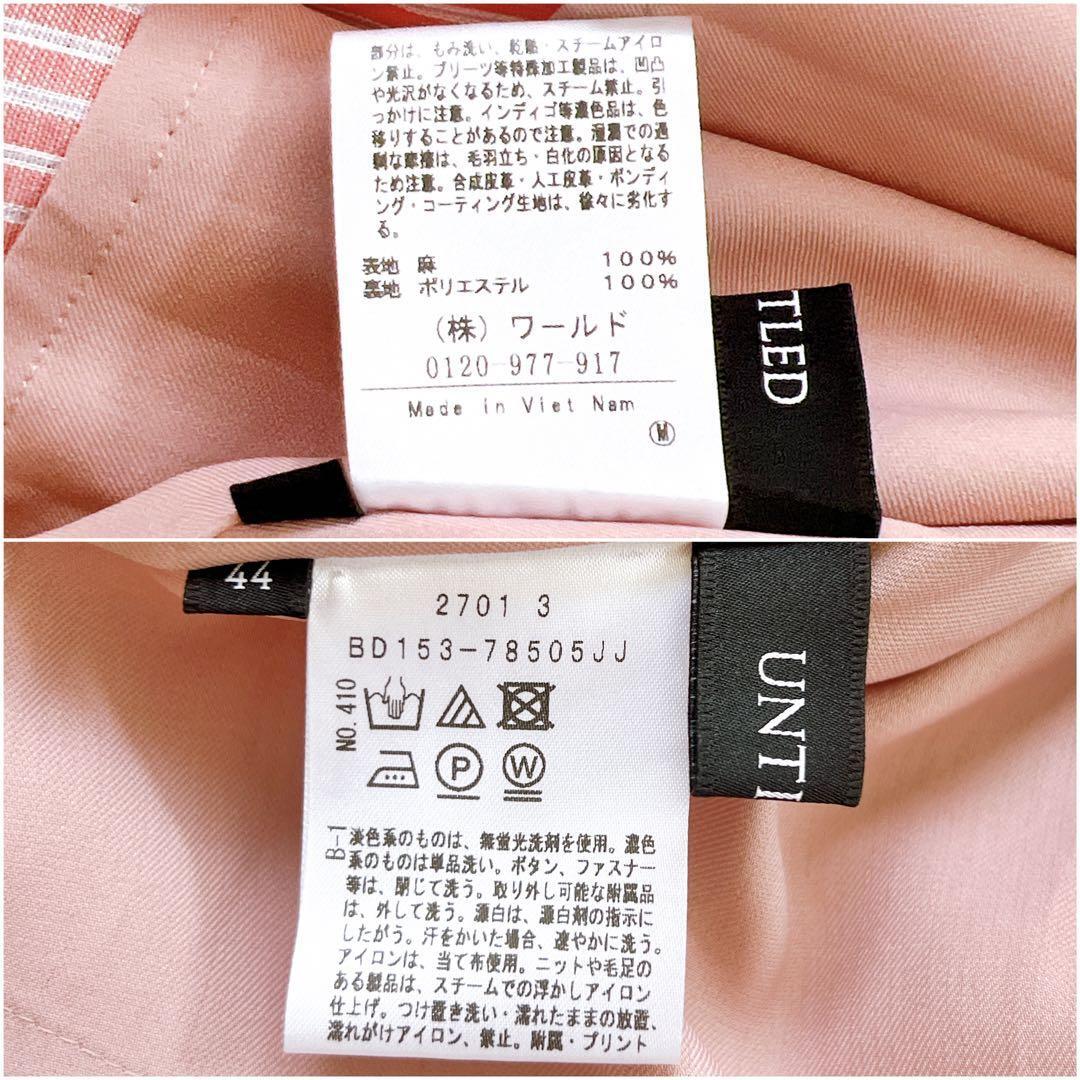 部分は、もみ洗い、乾燥・スチームアイロ
ン禁止。プリーツ等特殊加工製品は、凹凸
や光沢がなくなるため、スチーム禁止。引
っかけに注意。インディゴ等濃色品は、色
移りすることがあるので注意。湿潤での過
剰な摩擦は、毛羽立ち・白化の原因となる
ため注意。合成皮革・人工皮革・ボンディ
ング・コーティング生地は、徐々に劣化す
る。
表地 麻 100%
裏地 ポリエステル 100%
(株) ワールド
0120-977-917
Made in Viet Nam
M
TLED
44
2701 3
BD153-78505JJ
NO.410
P
W
UNTI
B-1
淡色系のものは、無蛍光洗剤を使用。濃色
系のものは単品洗い。ボタン、ファスナー
等は、閉じて洗う。取り外し可能な附属品
は、外して洗う。漂白は、漂白剤の指示に
したがう。汗をかいた場合、速やかに洗う。
アイロンは、当て布使用。ニットや毛足の
ある製品は、スチームでの浮かしアイロン
仕上げ。つけ置き洗い・濡れたままの放置、
濡れがけアイロン、禁止。附属・プリント